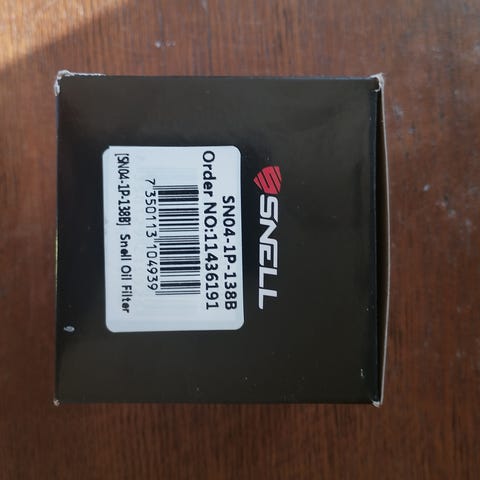 SNELL
SN04-1P-138B
Order NO:11436191
7 350113 104939
[SN04-1P-138B] Snell Oil Filter